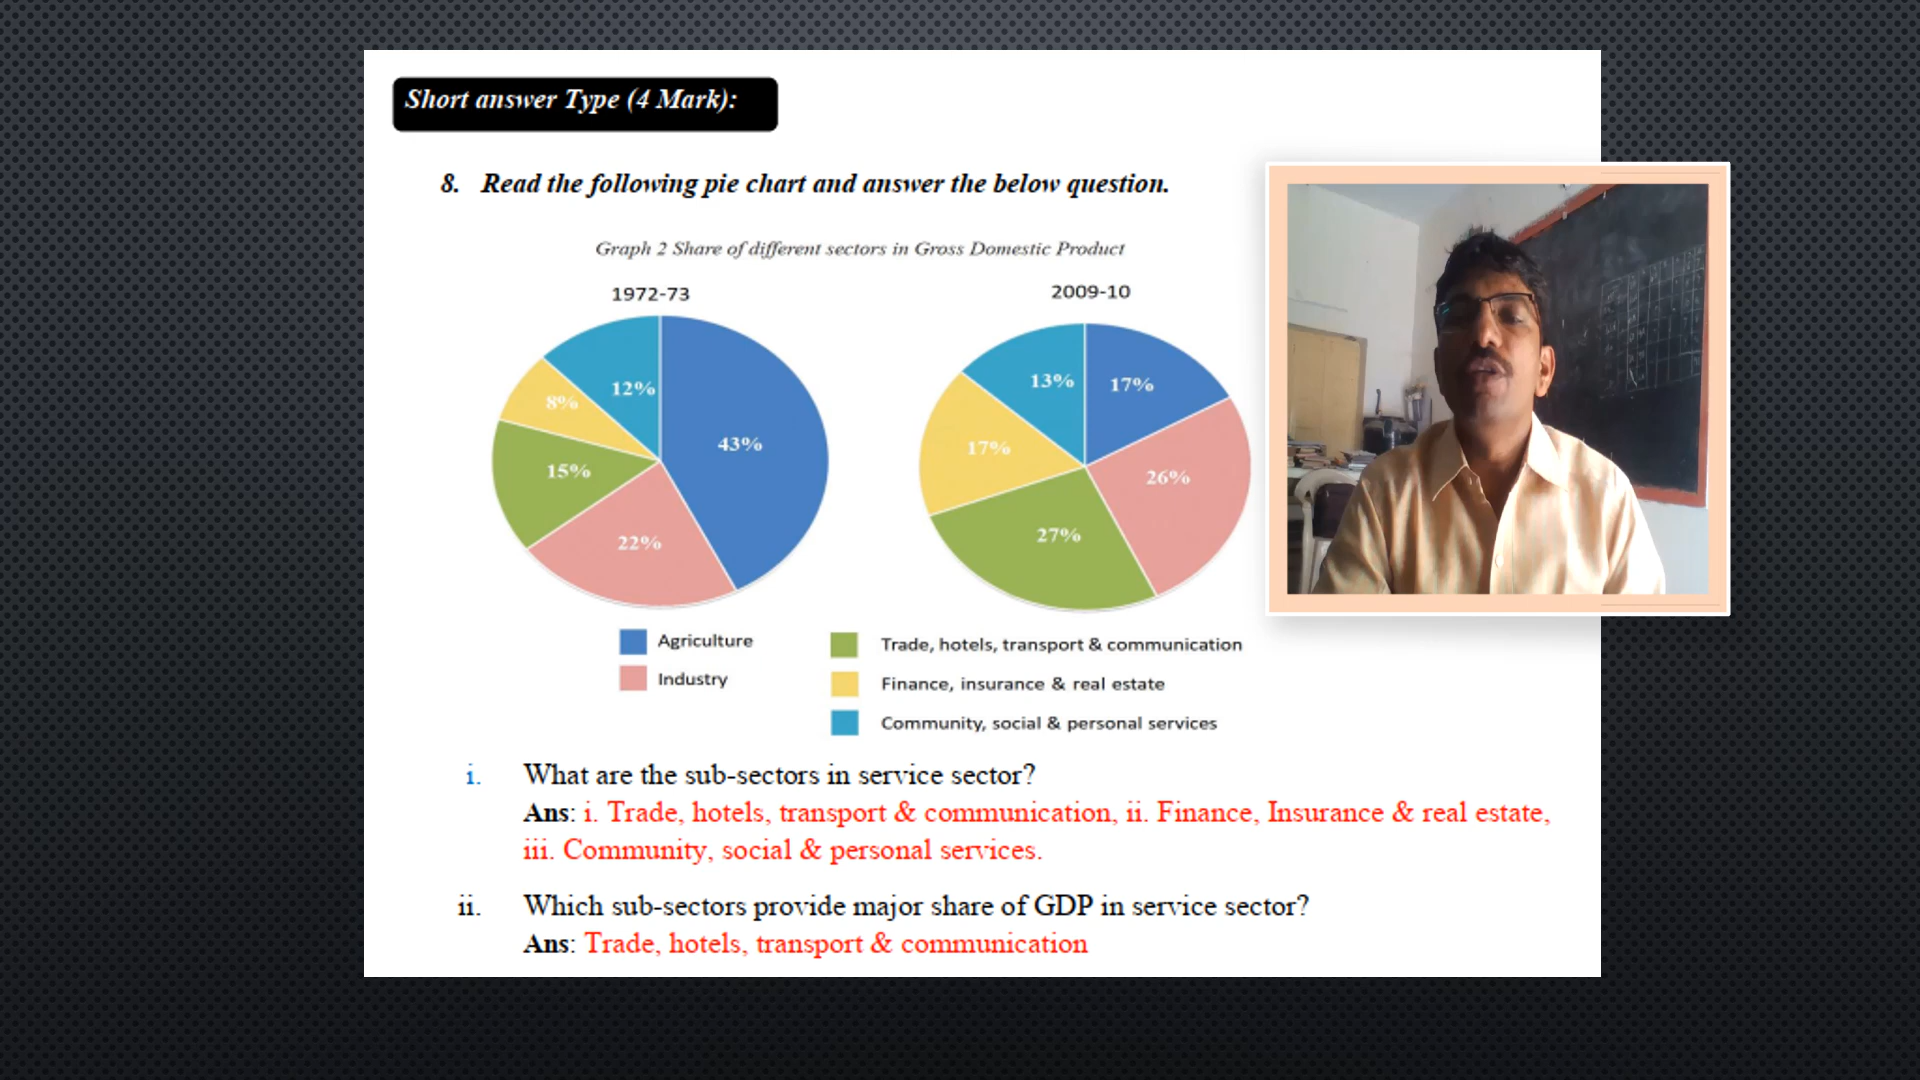 Short answer Type (4 Mark):
8. Read the following pie chart and answer the below question.
Graph 2 Share of different sectors in Gross Domestic Product
1972-73
2009-10
12%
8%
43%
15%
22%
13%
17%
17%
26%
27%
Agriculture
Industry
Trade, hotels, transport & communication
Finance, insurance & real estate
Community, social & personal services
i. What are the sub-sectors in service sector?
Ans: i. Trade, hotels, transport & communication, ii. Finance, Insurance & real estate,
iii. Community, social & personal services.
ii. Which sub-sectors provide major share of GDP in service sector?
Ans: Trade, hotels, transport & communication